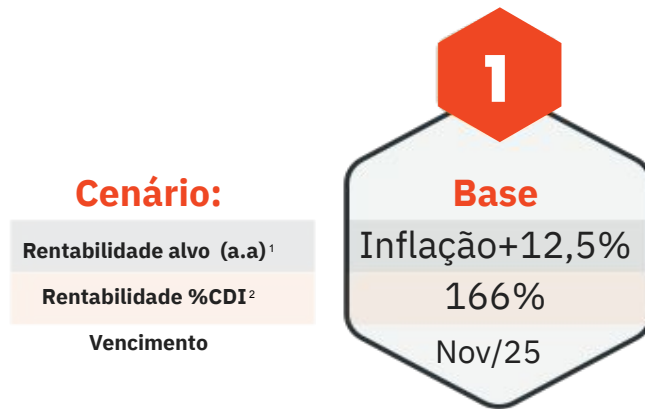 1
Cenário:
Base
Rentabilidade alvo (a.a)¹
Inflação+12,5%
Rentabilidade %CDI²
166%
Vencimento
Nov/25